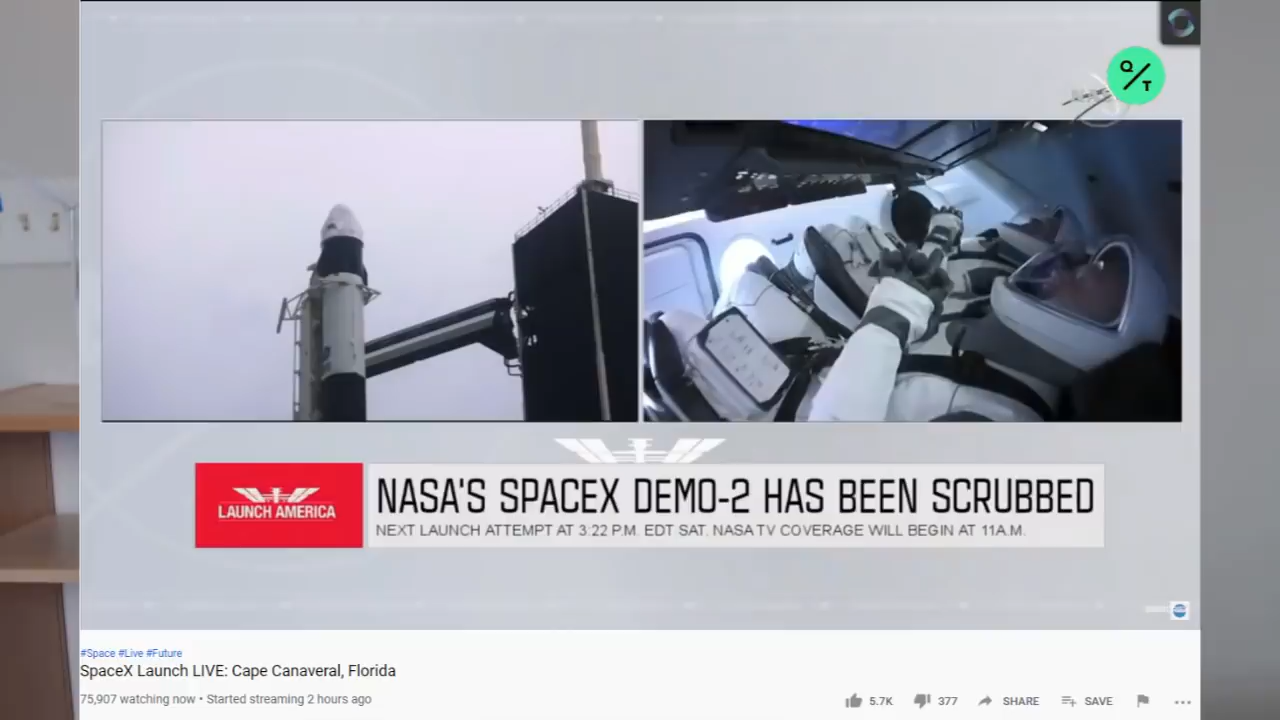 Q/T
LAUNCH AMERICA
NASA'S SPACEX DEMO-2 HAS BEEN SCRUBBED
NEXT LAUNCH ATTEMPT AT 3:22 P.M. EDT SAT. NASA TV COVERAGE WILL BEGIN AT 11A.M.
#Space #Live #Future
SpaceX Launch LIVE: Cape Canaveral, Florida
75,907 watching now • Started streaming 2 hours ago
5.7K 377 SHARE SAVE